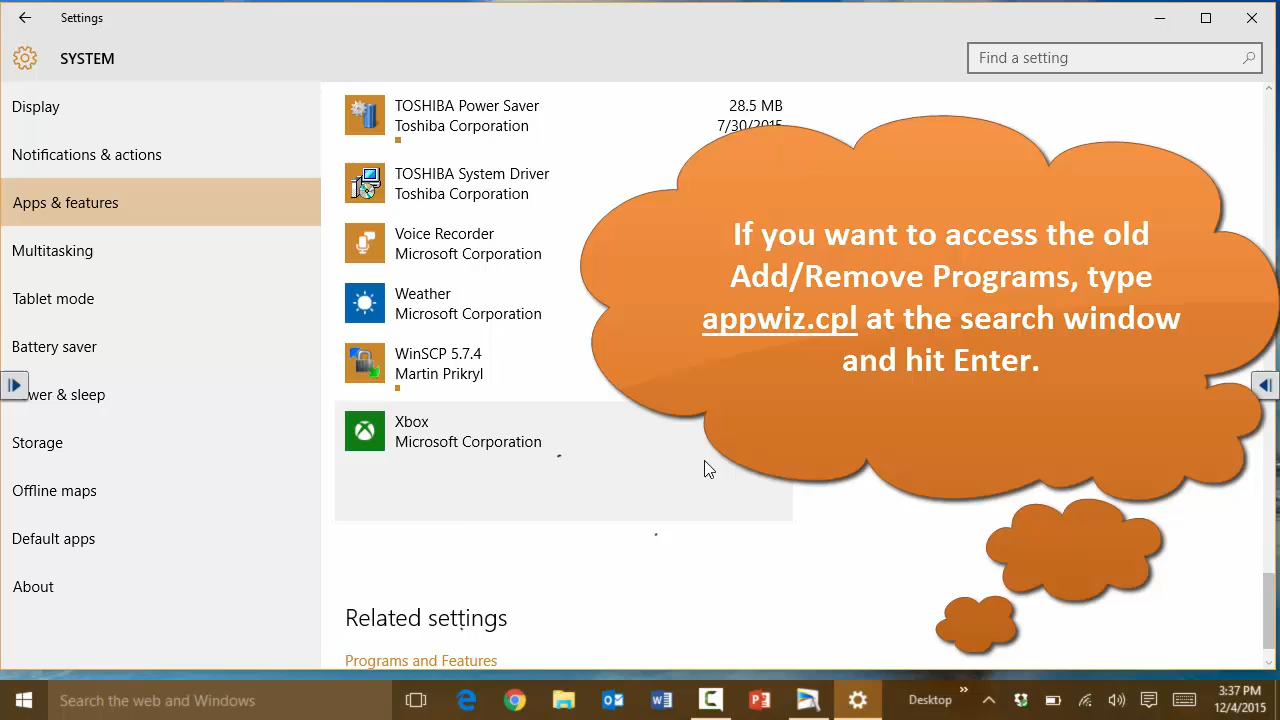 Settings
SYSTEM
Find a setting
Display
Notifications & actions
Apps & features
Multitasking
Tablet mode
Battery saver
wer & sleep
Storage
Offline maps
Default apps
About
TOSHIBA Power Saver
28.5 MB
Toshiba Corporation
7/30/2015
TOSHIBA System Driver
Toshiba Corporation
Voice Recorder
Microsoft Corporation
Weather
Microsoft Corporation
WinSCP 5.7.4
Martin Prikryl
Xbox
Microsoft Corporation
Related settings
Programs and Features
If you want to access the old
Add/Remove Programs, type
appwiz.cpl at the search window
and hit Enter.
Search the web and Windows
Desktop
3:37 PM
12/4/2015